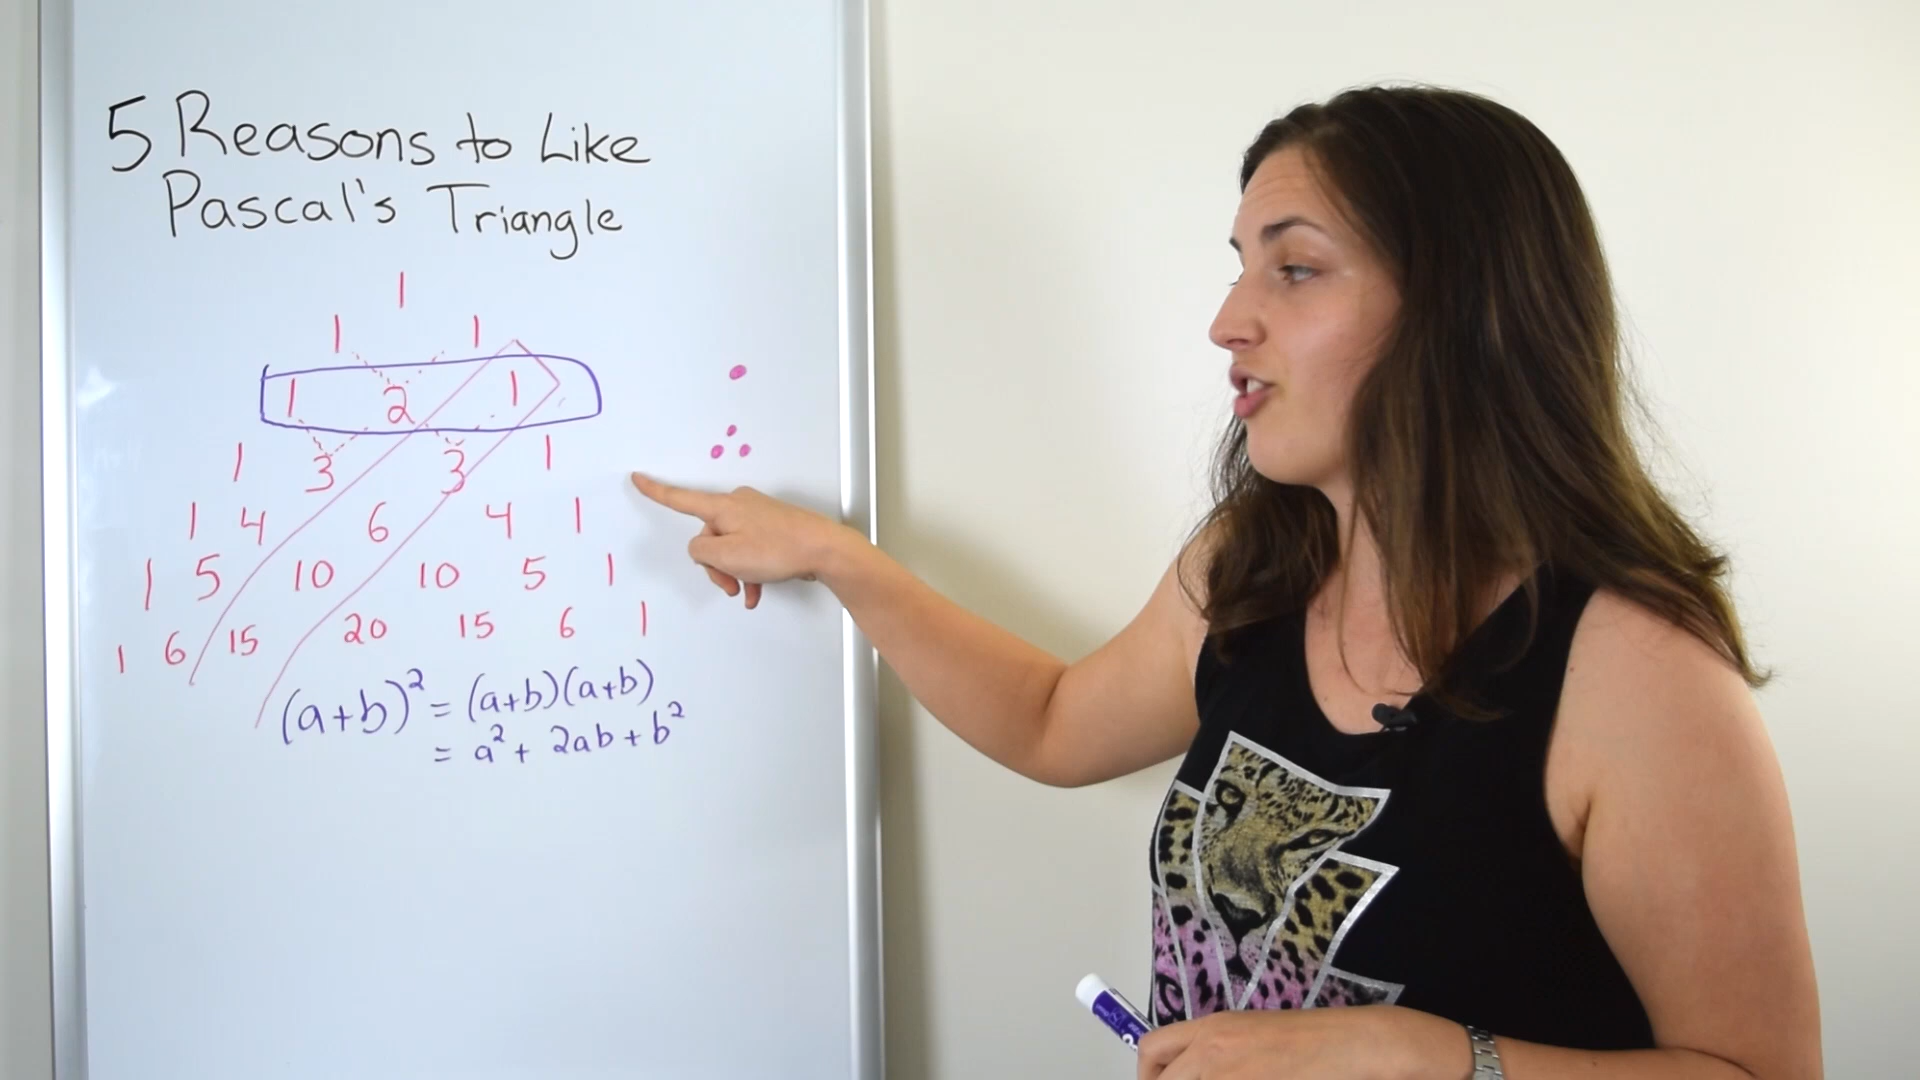 5 Reasons to Like
Pascal's Triangle
1
1 1
1 2 1
1 3 3 1
1 4 6 4 1
1 5 10 10 5 1
1 6 15 20 15 6 1
(a+b)² = (a+b)(a+b)
= a² + 2ab + b²